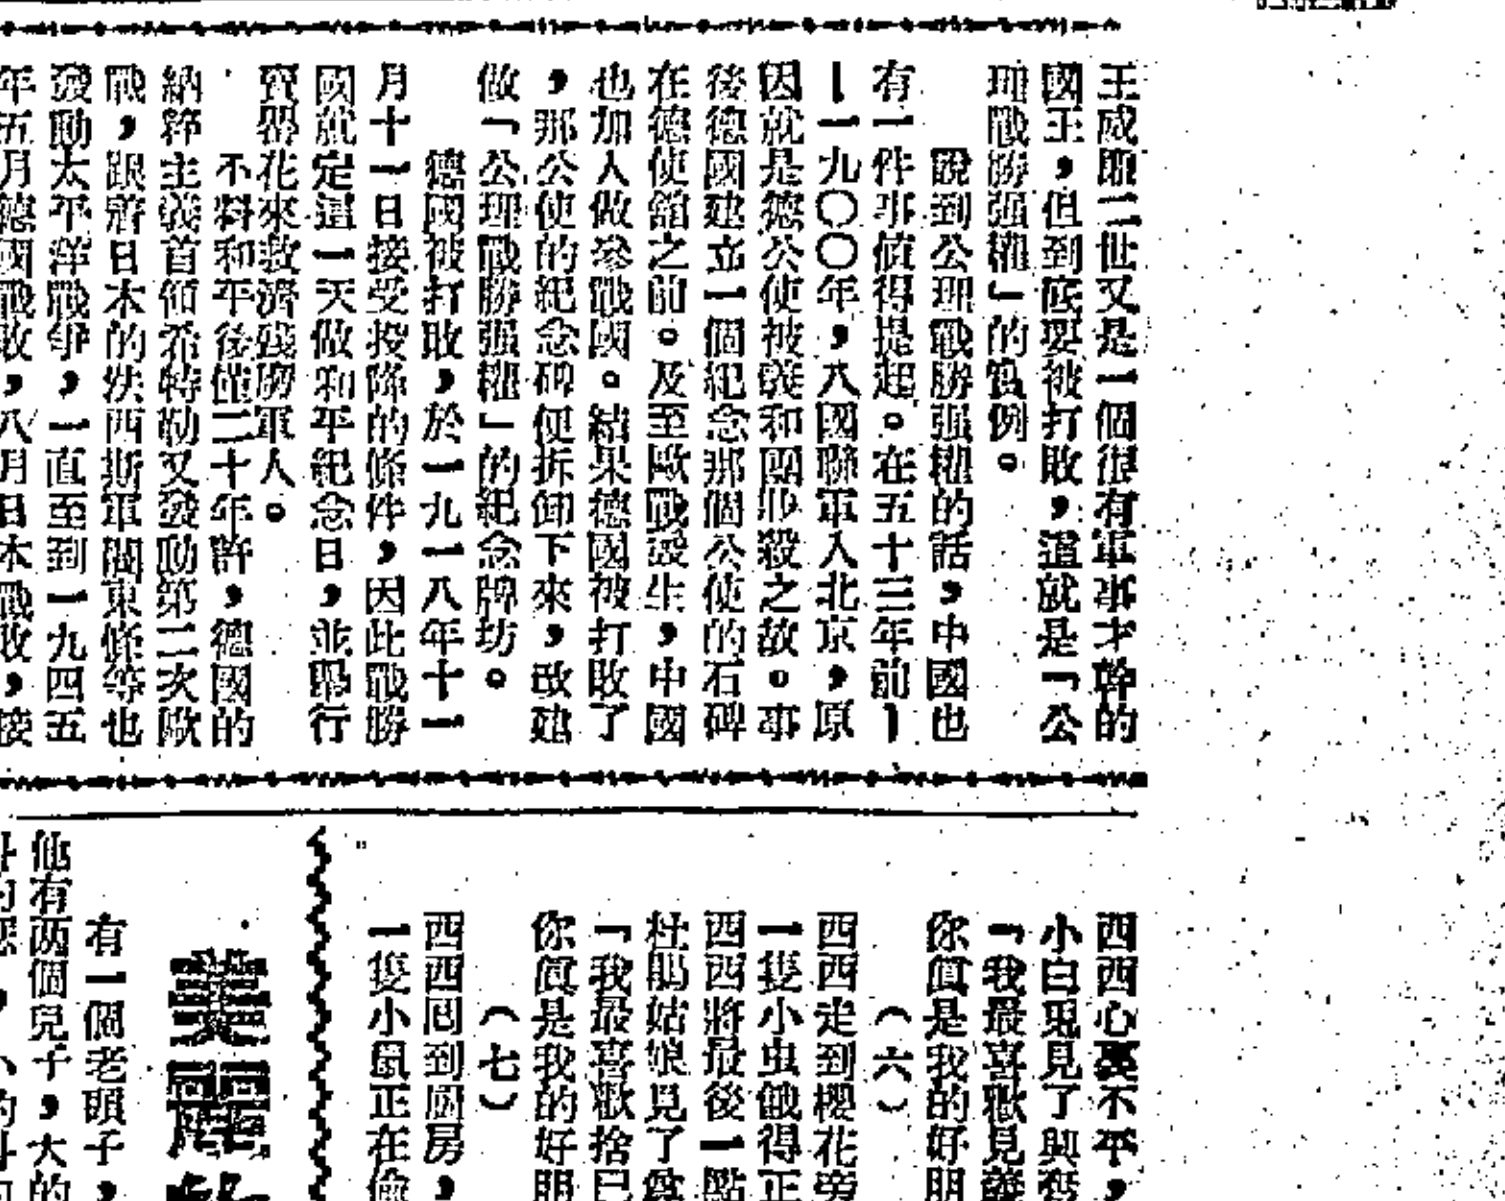 王威廉二世又是一個很有軍事才幹的
國王，但到底要被打敗，這就是「公
理戰勝强權」的實例。
說到公理戰勝强權的話，中國也
有一件事値得提起。在五十三年前—
—一九〇〇年，八國聯軍入北京，原
因就是德公使被義和團所殺之故。事
後德國建立一個紀念那個公使的石碑
在德使館之前。及至歐戰發生，中國
也加入做參戰國。結果德國被打敗了
，那公使的紀念碑便拆卸下來，改建
做「公理戰勝强權」的紀念牌坊。
德國被打敗，於一九一八年十一
月十一日接受投降的條件，因此戰勝
國就定這一天做和平紀念日，並舉行
賣器花來救濟殘廢軍人。
不料和平後僅二十年許，德國的
納粹主義首領希特勒又發動第二次歐
戰，跟着日本的法西斯軍閥東條等也
發動太平洋戰爭，一直至到一九四五
年五月德國戰敗，八月日本戰敗，接
西西心裏不平，
小白兎見了興奮
「我最喜歡見義
你眞是我的好朋
（六）
西西走到櫻花旁
一隻小虫餓得正
西西將最後一點
杜鵑姑娘見了
「我最喜歡捨己
你眞是我的好朋
（七）
西西囘到園房，
一隻小鼠正在偷
有一個老頭子，
他有两個兒子，大的